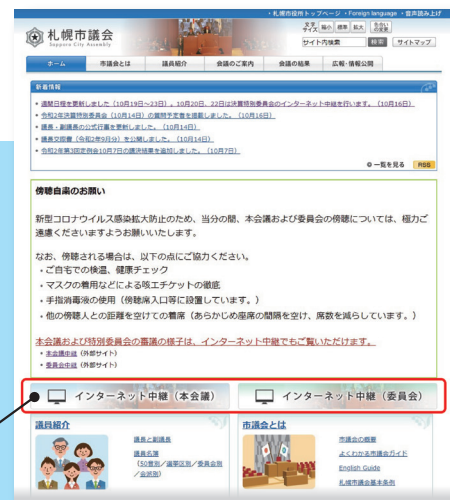 ・札幌市役所トップページ ・Foreign language ・音声読み上げ
札幌市議会
Sapporo City Assembly
文字サイズ 縮小 標準 拡大 色合い
サイト内検索 検索 サイトマップ
ホーム 市議会とは 議員紹介 会議のご案内 会議の結果 広報・情報公開
新着情報
・週間日程を更新しました（10月19日～23日）。10月20日、22日は決算特別委員会のインターネット中継を行います。（10月16日）
・令和2年決算特別委員会（10月14日）の質問予定者を掲載しました。（10月16日）
・議長・副議長の公式行事を更新しました。（10月14日）
・議長交際費（令和2年9月分）を公開しました。（10月14日）
・令和2年第3回定例会10月7日の議決結果を追加しました。（10月7日）
一覧を見る RSS
傍聴自粛のお願い
新型コロナウイルス感染拡大防止のため、当分の間、本会議および委員会の傍聴については、極力ご
遠慮くださいますようお願いいたします。
なお、傍聴される場合は、以下の点にご協力ください。
・ご自宅での検温、健康チェック
・マスクの着用などによる咳エチケットの徹底
・手指消毒液の使用（傍聴席入口等に設置しています。）
・他の傍聴人との距離を空けての着席（あらかじめ座席の間隔を空け、席数を減らしています。）
本会議および特別委員会の審議の様子は、インターネット中継でもご覧いただけます。
・本会議中継（外部サイト）
・委員会中継（外部サイト）
インターネット中継（本会議） インターネット中継（委員会）
議員紹介
議長と副議長
議員名簿
（50音別／選挙区別／委員会別
／会派別）
市議会とは
市議会の概要
よくわかる市議会ガイド
English Guide
札幌市議会基本条例